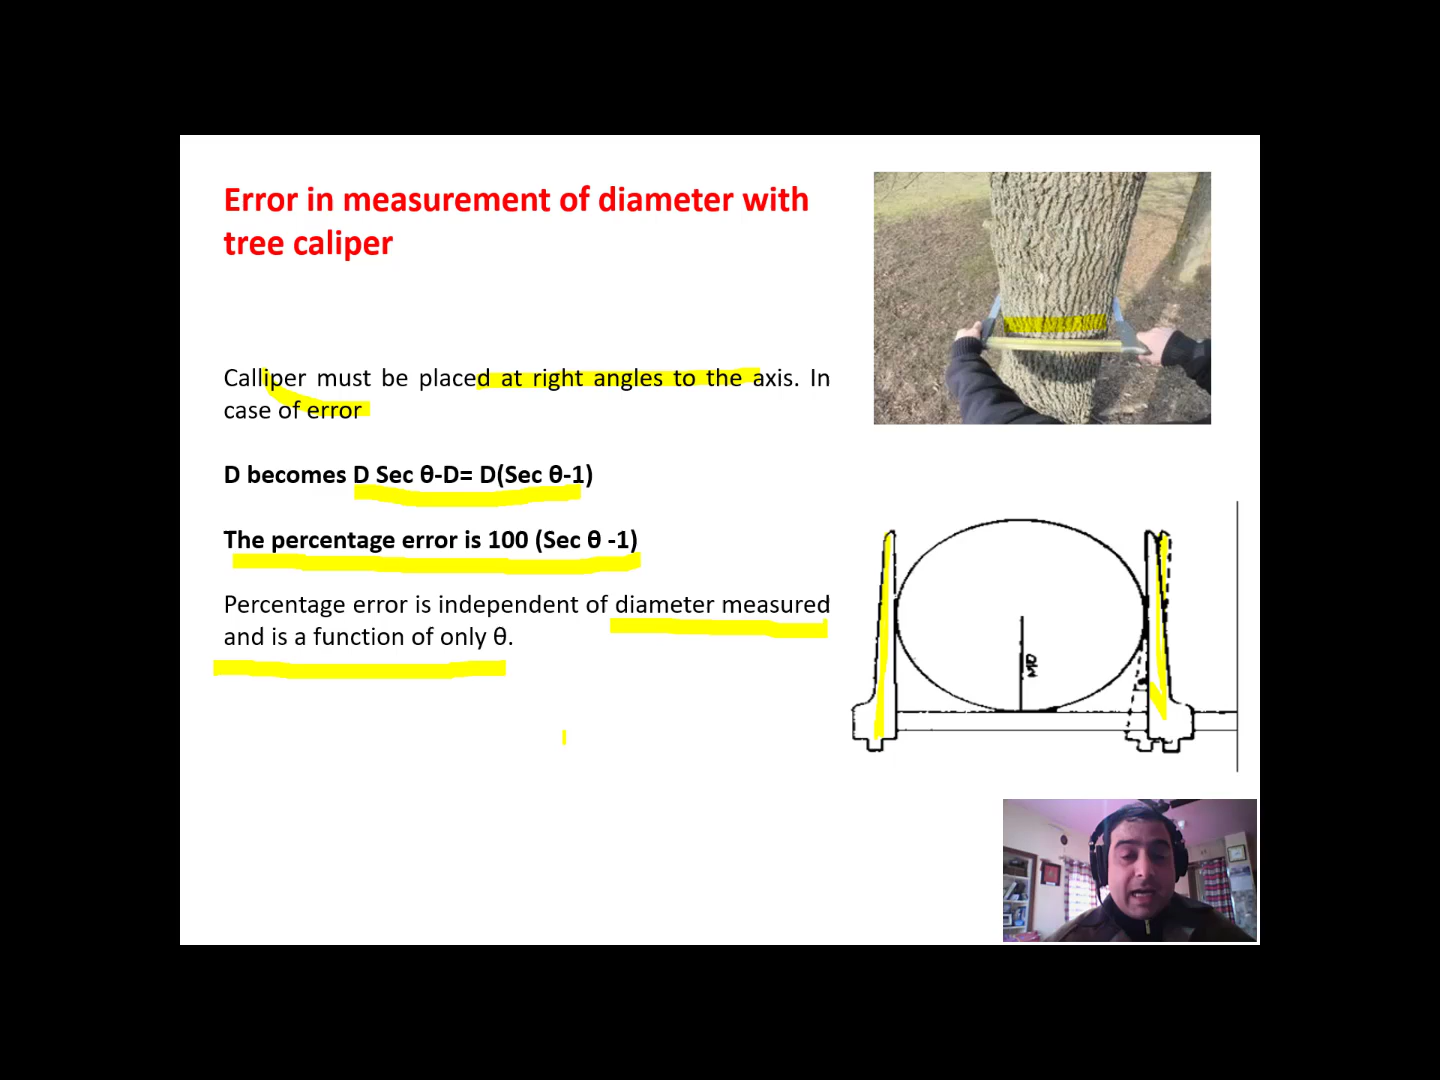 Error in measurement of diameter with
tree caliper
Calliper must be placed at right angles to the axis. In
case of error
D becomes D Sec θ-D= D(Sec θ-1)
The percentage error is 100 (Sec θ -1)
Percentage error is independent of diameter measured
and is a function of only θ.